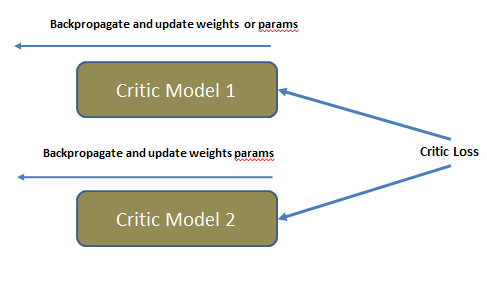 Backpropagate and update weights  or params
Critic Model 1
Backpropagate and update weights params
Critic Loss
Critic Model 2